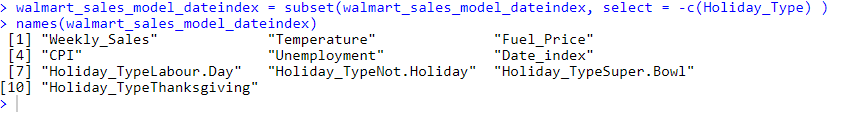 > walmart_sales_model_dateindex = subset(walmart_sales_model_dateindex, select = -c(Holiday_Type) )
> names(walmart_sales_model_dateindex)
[1] "Weekly_Sales" "Temperature" "Fuel_Price"
[4] "CPI" "Unemployment" "Date_index"
[7] "Holiday_TypeLabour.Day" "Holiday_TypeNot.Holiday" "Holiday_TypeSuper.Bowl"
[10] "Holiday_TypeThanksgiving"
>